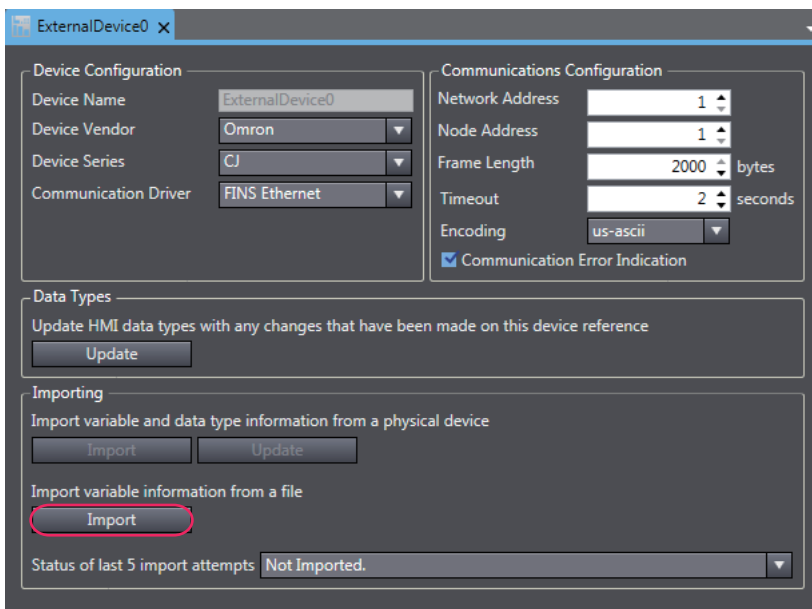 ExternalDevice0
Device Configuration
Device Name ExternalDevice0
Device Vendor Omron
Device Series CJ
Communication Driver FINS Ethernet
Communications Configuration
Network Address 1
Node Address 1
Frame Length 2000 bytes
Timeout 2 seconds
Encoding us-ascii
Communication Error Indication
Data Types
Update HMI data types with any changes that have been made on this device reference
Update
Importing
Import variable and data type information from a physical device
Import Update
Import variable information from a file
Import
Status of last 5 import attempts Not Imported.